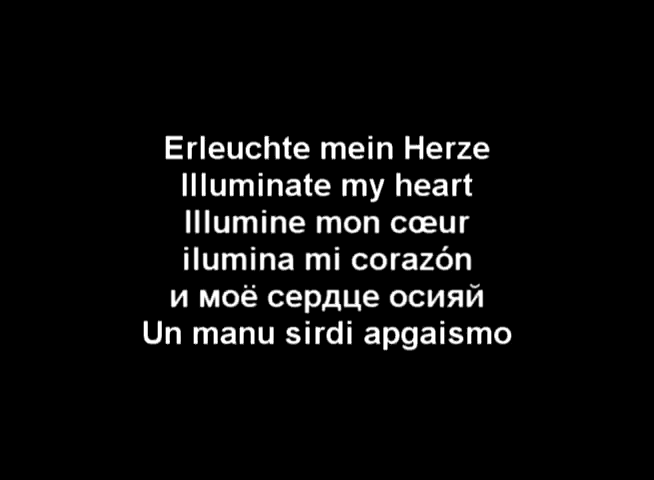 Erleuchte mein Herze
Illuminate my heart
Illumine mon cœur
ilumina mi corazón
и моё сердце осияй
Un manu sirdi apgaismo